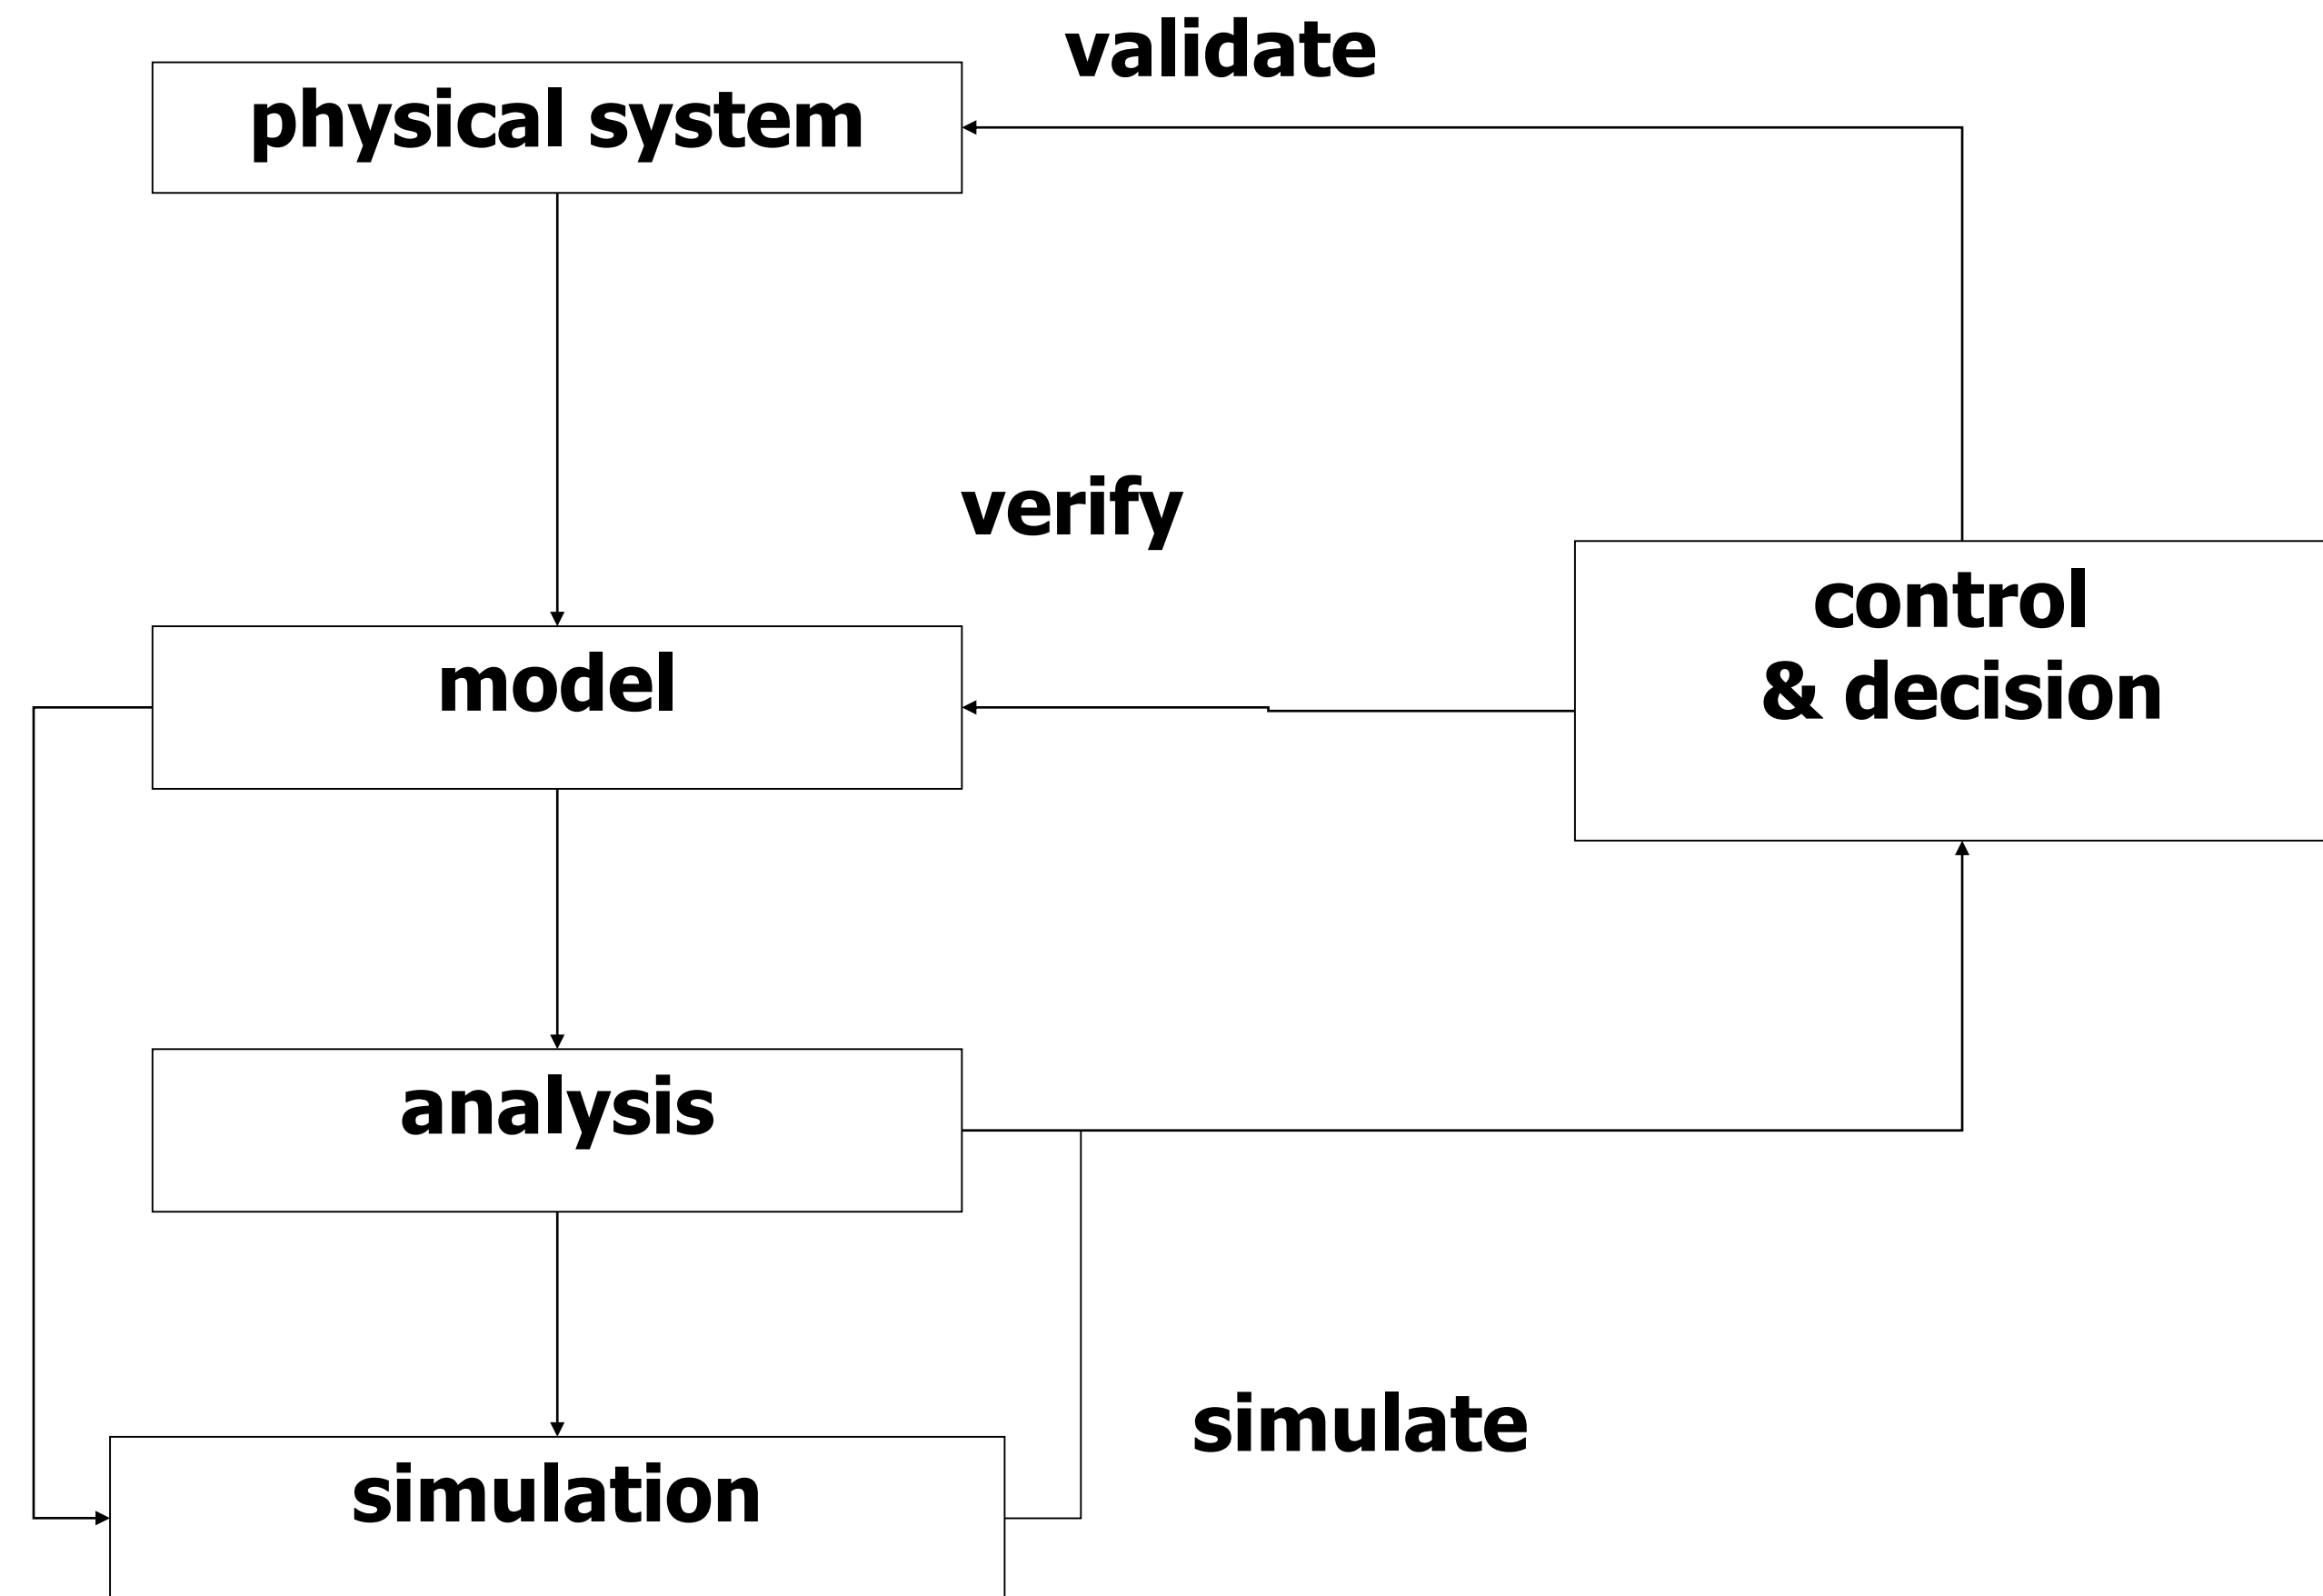 validate
physical system
verify
control
& decision
model
analysis
simulate
simulation